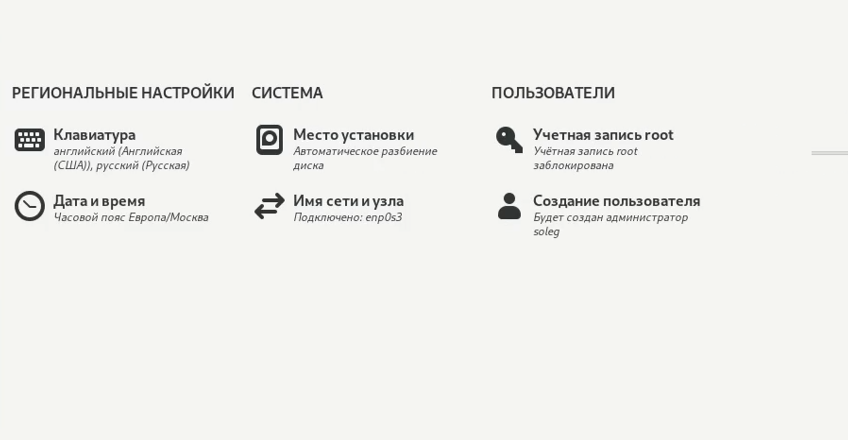 РЕГИОНАЛЬНЫЕ НАСТРОЙКИ
Клавиатура
английский (Английская
(США)), русский (Русская)
Дата и время
Часовой пояс Европа/Москва
СИСТЕМА
Место установки
Автоматическое разбиение
диска
Имя сети и узла
Подключено: enp0s3
ПОЛЬЗОВАТЕЛИ
Учетная запись root
Учётная запись root
заблокирована
Создание пользователя
Будет создан администратор
soleg